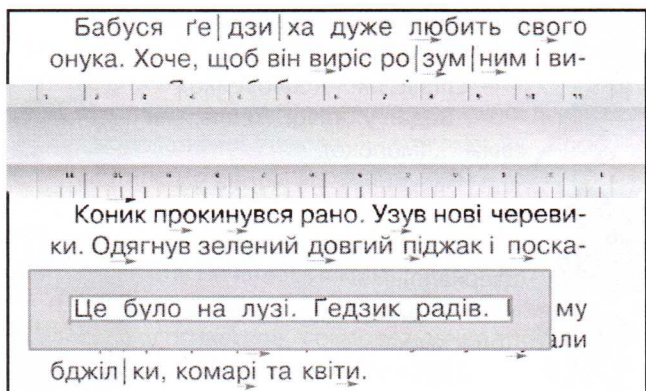 Бабуся ґе|дзи|ха дуже любить свого
онука. Хоче, щоб він виріс ро|зум|ним і ви-
Коник прокинувся рано. Узув нові череви-
ки. Одягнув зелений довгий піджак і поска-
Це було на лузі. Ґедзик радів. І му
али
бджіл|ки, комарі та квіти.